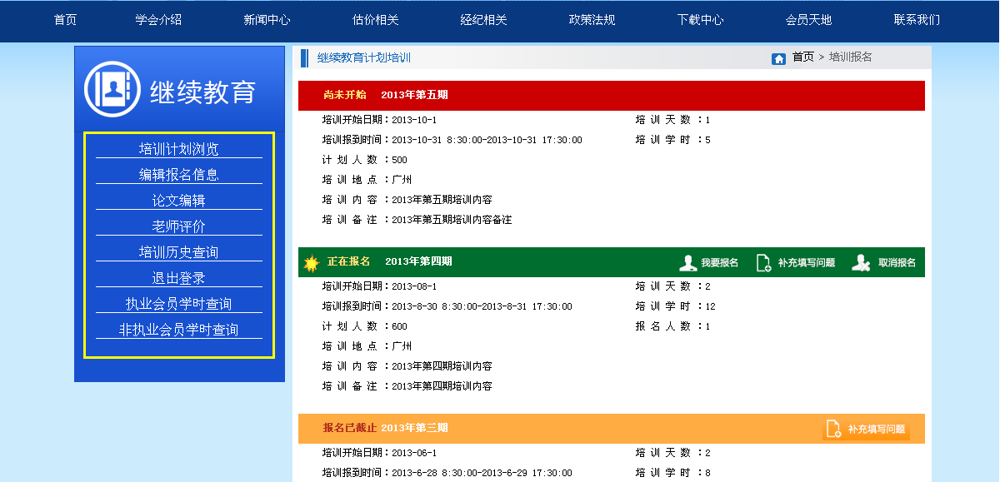 首页 学会介绍 新闻中心 估价相关 经纪相关 政策法规 下载中心 会员天地 联系我们
继续教育
培训计划浏览
编辑报名信息
论文编辑
老师评价
培训历史查询
退出登录
执业会员学时查询
非执业会员学时查询
继续教育计划培训 首页 > 培训报名
尚未开始 2013年第五期
培训开始日期：2013-10-1 培 训 天 数 ：1
培训报到时间：2013-10-31 8:30:00-2013-10-31 17:30:00 培 训 学 时 ：5
计 划 人 数 ：500
培 训 地 点 ：广州
培 训 内 容 ：2013年第五期培训内容
培 训 备 注 ：2013年第五期培训内容备注
正在报名 2013年第四期 我要报名 补充填写问题 取消报名
培训开始日期：2013-08-1 培 训 天 数 ：2
培训报到时间：2013-8-30 8:30:00-2013-8-31 17:30:00 培 训 学 时 ：12
计 划 人 数 ：600 报 名 人 数 ：1
培 训 地 点 ：广州
培 训 内 容 ：2013年第四期培训内容
培 训 备 注 ：2013年第四期培训内容
报名已截止 2013年第三期 补充填写问题
培训开始日期：2013-06-1 培 训 天 数 ：2
培训报到时间：2013-6-28 8:30:00-2013-6-29 17:30:00 培 训 学 时 ：8